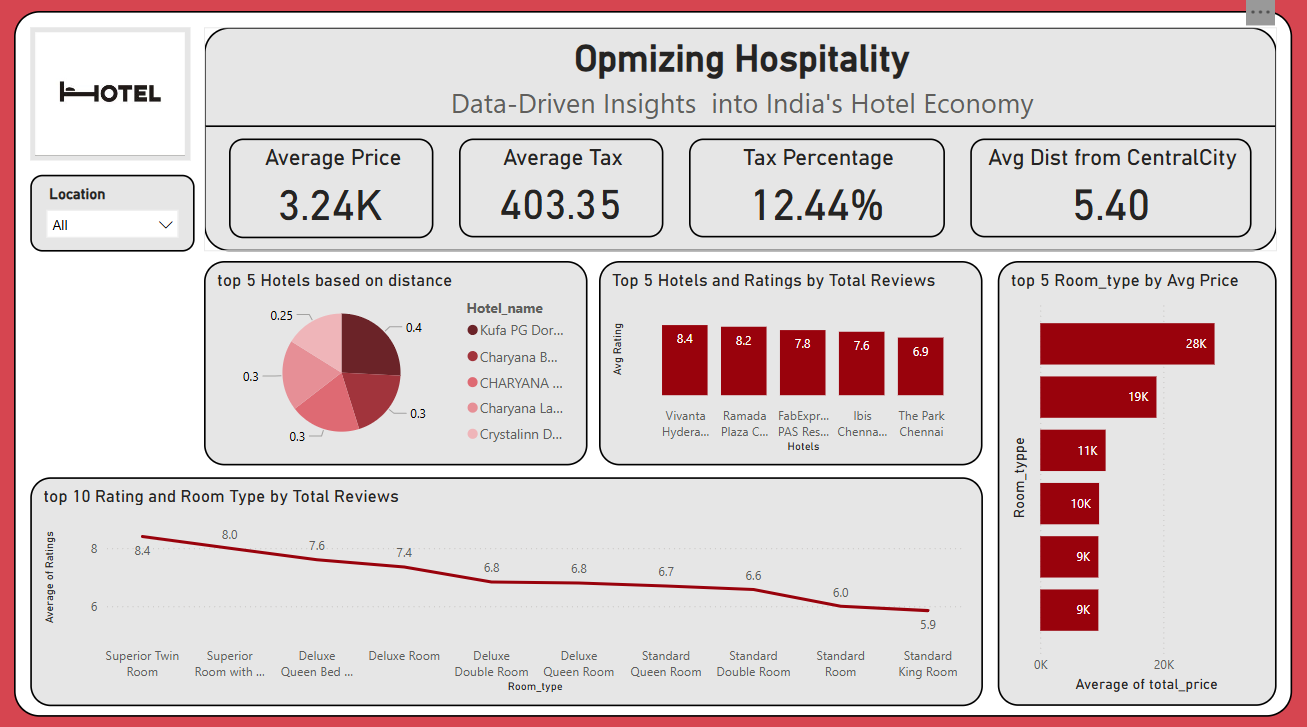 HOTEL
Opmizing Hospitality
Data-Driven Insights  into India's Hotel Economy
Location
All
Average Price
3.24K
Average Tax
403.35
Tax Percentage
12.44%
Avg Dist from CentralCity
5.40
top 5 Hotels based on distance
0.25
0.4
0.3
0.3
0.3
Hotel_name
Kufa PG Dor...
Charyana B...
CHARYANA ...
Charyana La...
Crystalinn D...
Top 5 Hotels and Ratings by Total Reviews
Avg Rating
8.4
8.2
7.8
7.6
6.9
Vivanta Hydera...
Ramada Plaza C...
FabExpr... PAS Res...
Ibis Chenna...
The Park Chennai
Hotels
top 5 Room_type by Avg Price
Room_typpe
28K
19K
11K
10K
9K
9K
0K
20K
Average of total_price
top 10 Rating and Room Type by Total Reviews
Average of Ratings
8
6
8.4
8.0
7.6
7.4
6.8
6.8
6.7
6.6
6.0
5.9
Superior Twin Room
Superior Room with ...
Deluxe Queen Bed ...
Deluxe Room
Deluxe Double Room
Deluxe Queen Room
Standard Queen Room
Standard Double Room
Standard Room
Standard King Room
Room_type